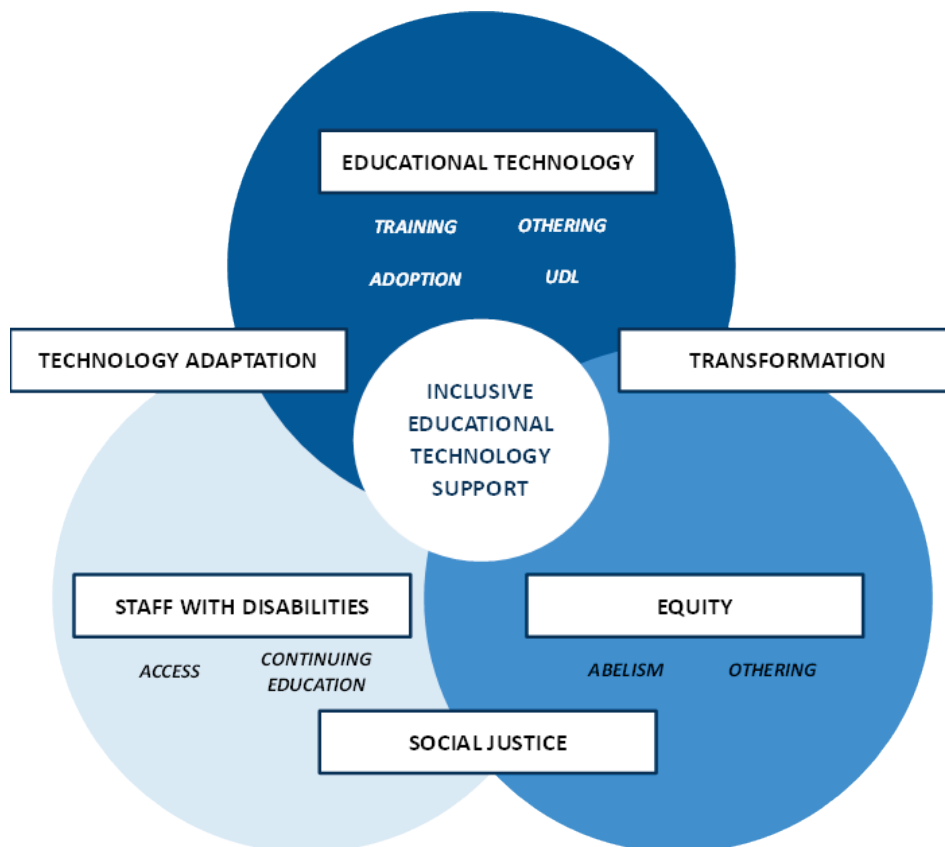 EDUCATIONAL TECHNOLOGY
TRAINING OTHERING
ADOPTION UDL
TECHNOLOGY ADAPTATION
TRANSFORMATION
INCLUSIVE
EDUCATIONAL
TECHNOLOGY
SUPPORT
STAFF WITH DISABILITIES
EQUITY
ACCESS
CONTINUING
EDUCATION
ABELISM OTHERING
SOCIAL JUSTICE